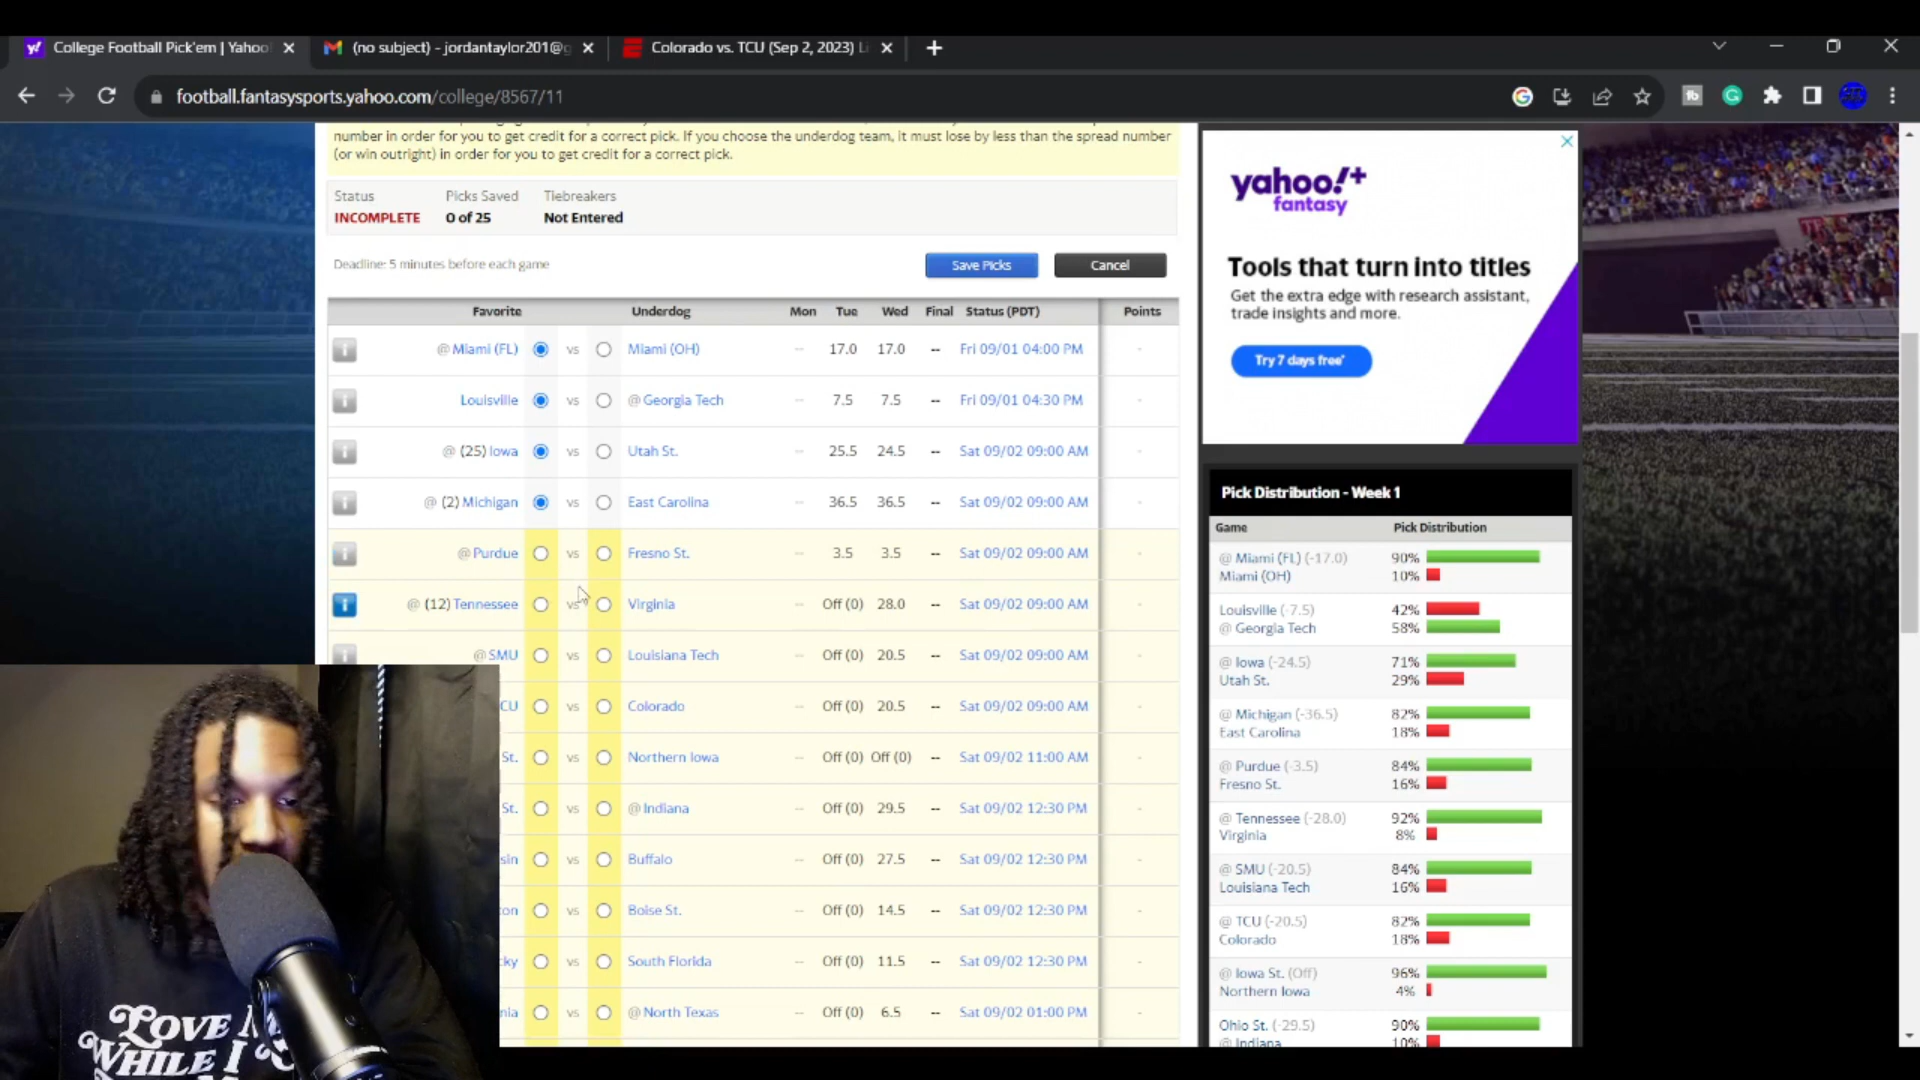 College Football Pick'em | Yahoo
(no subject) - jordantaylor201@g
Colorado vs. TCU (Sep 2, 2023) Li
football.fantasysports.yahoo.com/college/8567/11
number in order for you to get credit for a correct pick. If you choose the underdog team, it must lose by less than the spread number
(or win outright) in order for you to get credit for a correct pick.
Status Picks Saved Tiebreakers
INCOMPLETE 0 of 25 Not Entered
Deadline: 5 minutes before each game Save Picks Cancel
Favorite Underdog Mon Tue Wed Final Status (PDT) Points
@ Miami (FL) vs Miami (OH) -- 17.0 17.0 -- Fri 09/01 04:00 PM -
Louisville vs @ Georgia Tech -- 7.5 7.5 -- Fri 09/01 04:30 PM -
@ (25) Iowa vs Utah St. -- 25.5 24.5 -- Sat 09/02 09:00 AM -
@ (2) Michigan vs East Carolina -- 36.5 36.5 -- Sat 09/02 09:00 AM -
@ Purdue vs Fresno St. -- 3.5 3.5 -- Sat 09/02 09:00 AM -
@ (12) Tennessee vs Virginia -- Off (0) 28.0 -- Sat 09/02 09:00 AM -
@ SMU vs Louisiana Tech -- Off (0) 20.5 -- Sat 09/02 09:00 AM -
CU vs Colorado -- Off (0) 20.5 -- Sat 09/02 09:00 AM -
St. vs Northern Iowa -- Off (0) Off (0) -- Sat 09/02 11:00 AM -
St. vs @ Indiana -- Off (0) 29.5 -- Sat 09/02 12:30 PM -
sin vs Buffalo -- Off (0) 27.5 -- Sat 09/02 12:30 PM -
ton vs Boise St. -- Off (0) 14.5 -- Sat 09/02 12:30 PM -
ky vs South Florida -- Off (0) 11.5 -- Sat 09/02 12:30 PM -
nia vs @ North Texas -- Off (0) 6.5 -- Sat 09/02 01:00 PM -
yahoo!+
fantasy
Tools that turn into titles
Get the extra edge with research assistant,
trade insights and more.
Try 7 days free*
Pick Distribution - Week 1
Game Pick Distribution
@ Miami (FL) (-17.0) 90%
Miami (OH) 10%
Louisville (-7.5) 42%
@ Georgia Tech 58%
@ Iowa (-24.5) 71%
Utah St. 29%
@ Michigan (-36.5) 82%
East Carolina 18%
@ Purdue (-3.5) 84%
Fresno St. 16%
@ Tennessee (-28.0) 92%
Virginia 8%
@ SMU (-20.5) 84%
Louisiana Tech 16%
@ TCU (-20.5) 82%
Colorado 18%
@ Iowa St. (Off) 96%
Northern Iowa 4%
Ohio St. (-29.5) 90%
@ Indiana 10%
LOVE
WHILE I